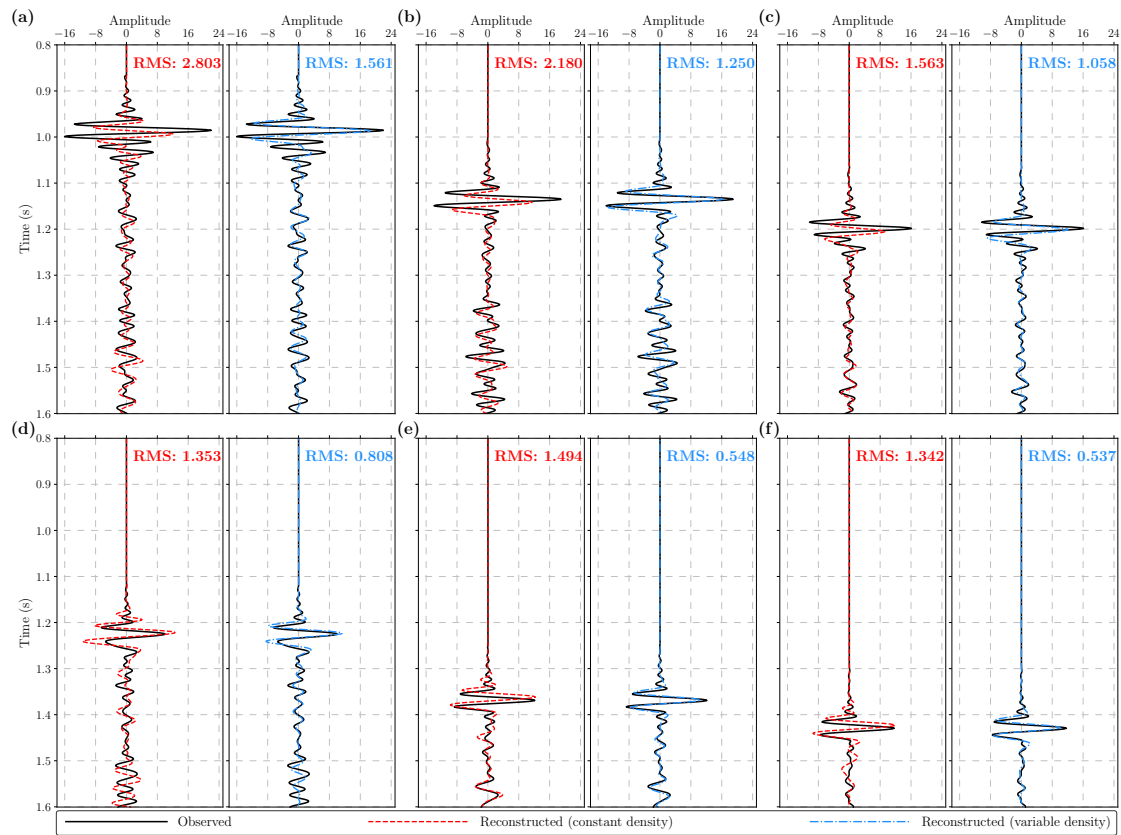 (a) Amplitude Amplitude (b) Amplitude Amplitude (c) Amplitude Amplitude
−16 −8 0 8 16 24 −16 −8 0 8 16 24 −16 −8 0 8 16 24 −16 −8 0 8 16 24 −16 −8 0 8 16 24 −16 −8 0 8 16 24
0.8
RMS: 2.803 RMS: 1.561 RMS: 2.180 RMS: 1.250 RMS: 1.563 RMS: 1.058
0.9
1.0
1.1
1.2
Time (s)
1.3
1.4
1.5
1.6
(d) (e) (f)
0.8
RMS: 1.353 RMS: 0.808 RMS: 1.494 RMS: 0.548 RMS: 1.342 RMS: 0.537
0.9
1.0
1.1
1.2
Time (s)
1.3
1.4
1.5
1.6
Observed Reconstructed (constant density) Reconstructed (variable density)